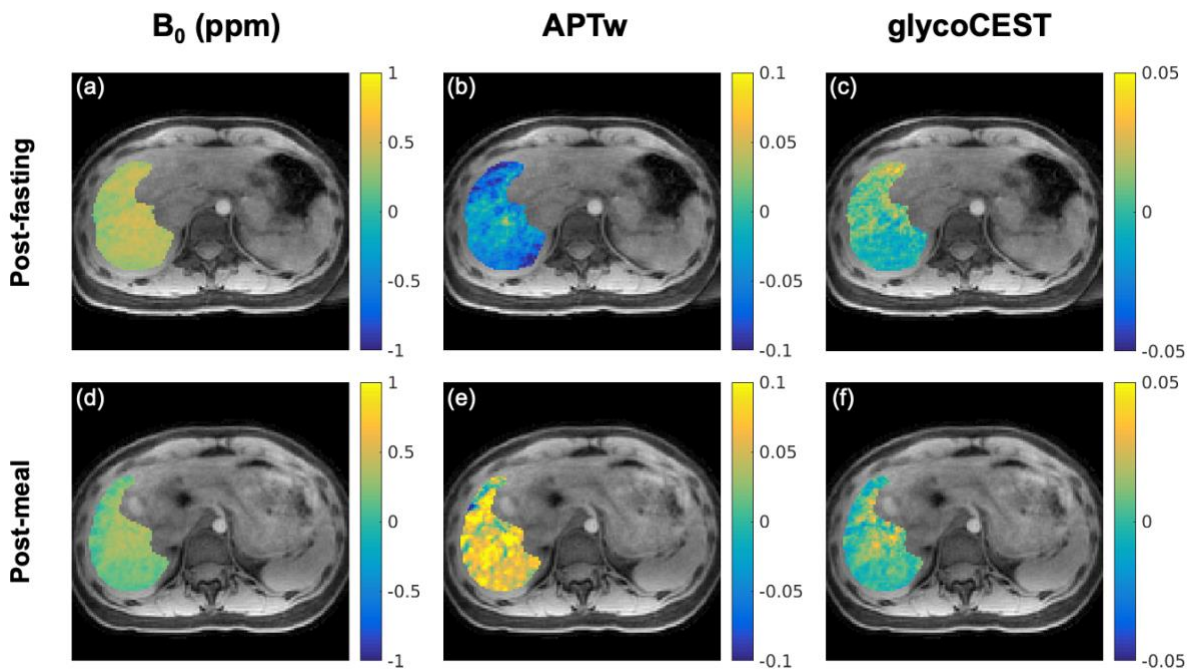 B₀ (ppm) APTw glycoCEST
Post-fasting
(a) 1 0.5 0 -0.5 -1
(b) 0.1 0.05 0 -0.05 -0.1
(c) 0.05 0 -0.05
Post-meal
(d) 1 0.5 0 -0.5 -1
(e) 0.1 0.05 0 -0.05 -0.1
(f) 0.05 0 -0.05